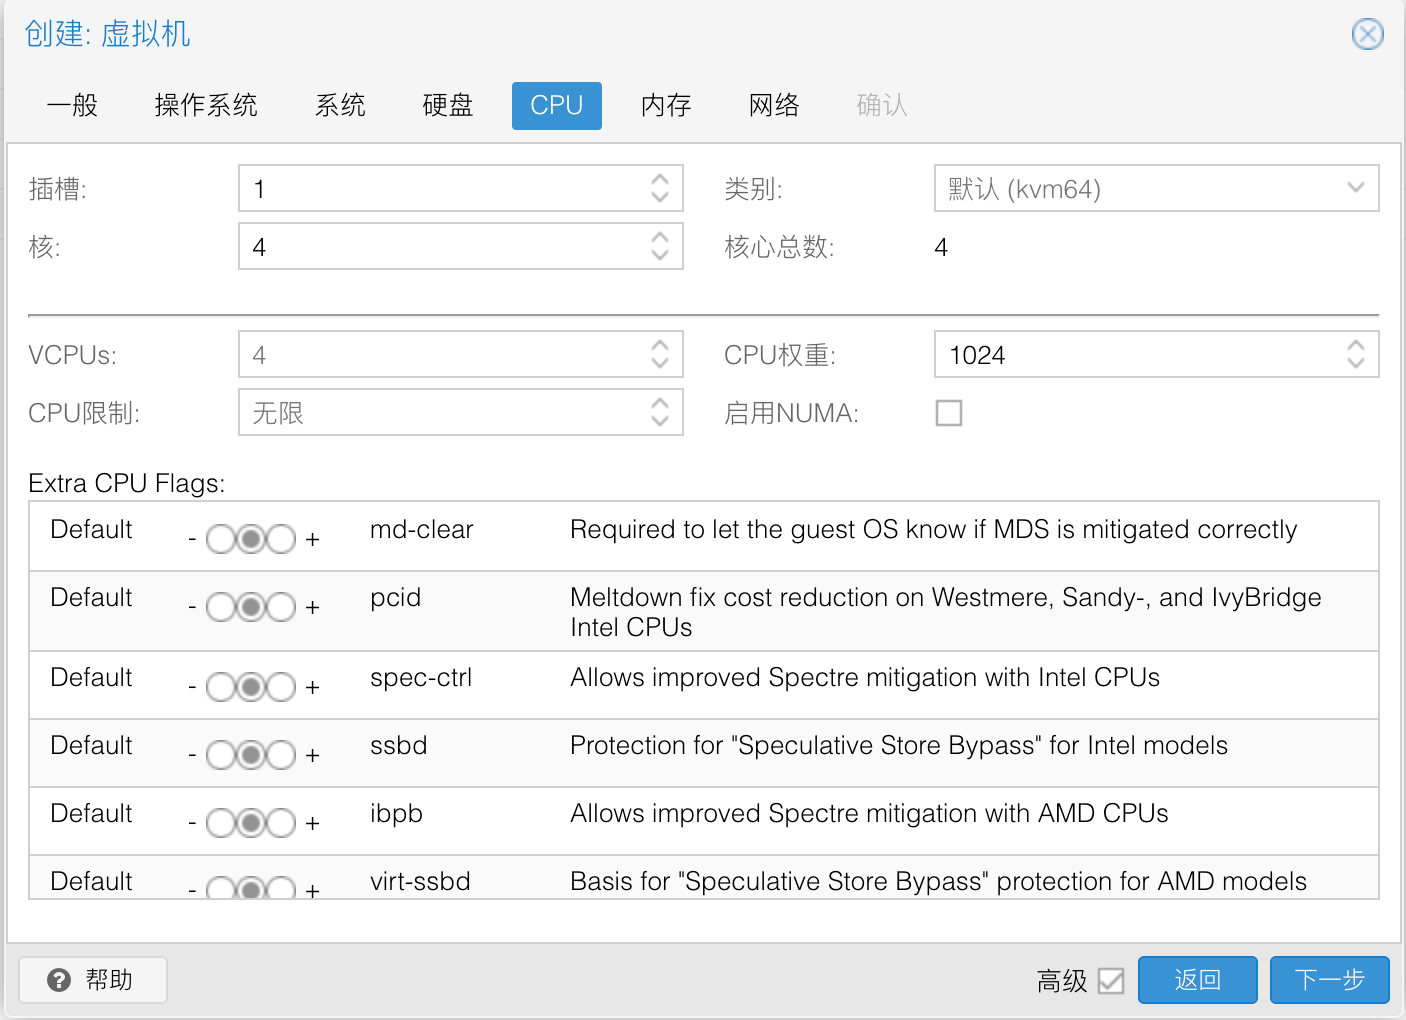 创建: 虚拟机
一般 操作系统 系统 硬盘 CPU 内存 网络 确认
插槽: 1 类别: 默认 (kvm64)
核: 4 核心总数: 4
VCPUs: 4 CPU权重: 1024
CPU限制: 无限 启用NUMA:
Extra CPU Flags:
Default - + md-clear Required to let the guest OS know if MDS is mitigated correctly
Default - + pcid Meltdown fix cost reduction on Westmere, Sandy-, and IvyBridge
Intel CPUs
Default - + spec-ctrl Allows improved Spectre mitigation with Intel CPUs
Default - + ssbd Protection for "Speculative Store Bypass" for Intel models
Default - + ibpb Allows improved Spectre mitigation with AMD CPUs
Default - + virt-ssbd Basis for "Speculative Store Bypass" protection for AMD models
? 帮助 高级 返回 下一步